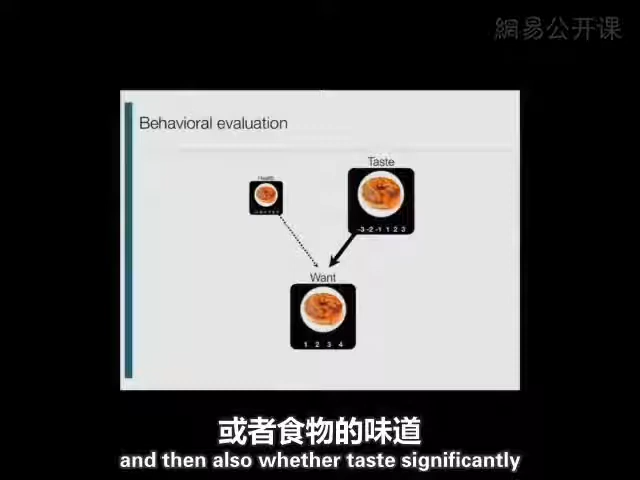 網易公开课
Behavioral evaluation
Taste
Health
-3 -2 -1 1 2 3
Want
1 2 3 4
或者食物的味道
and then also whether taste significantly